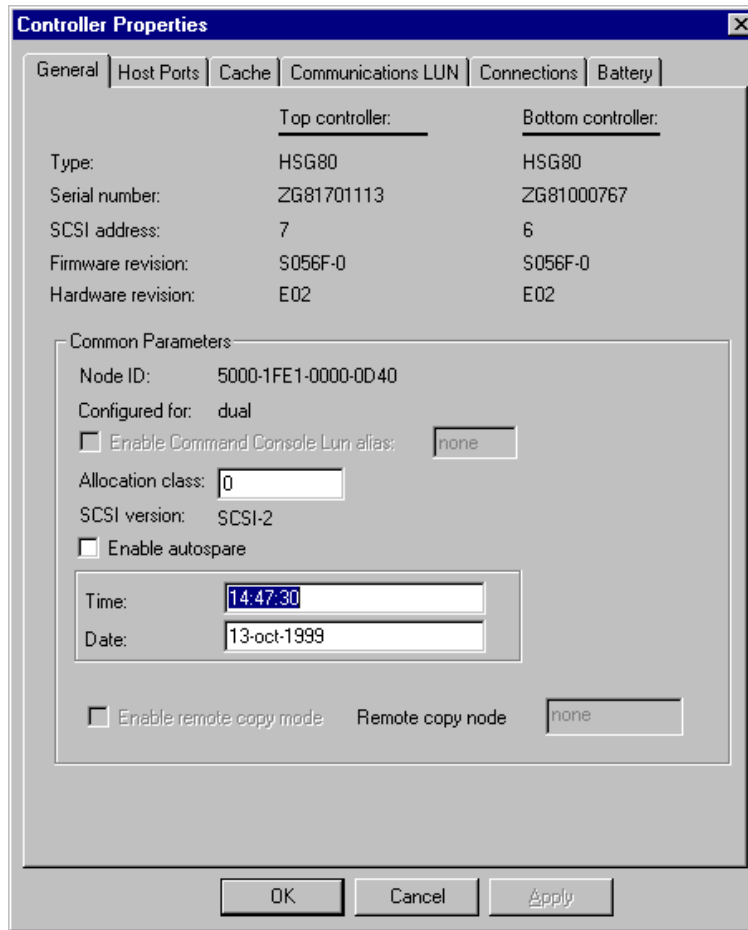 Controller Properties
General Host Ports Cache Communications LUN Connections Battery
Top controller: Bottom controller:
Type: HSG80 HSG80
Serial number: ZG81701113 ZG81000767
SCSI address: 7 6
Firmware revision: S056F-0 S056F-0
Hardware revision: E02 E02
Common Parameters
Node ID: 5000-1FE1-0000-0D40
Configured for: dual
Enable Command Console Lun alias: none
Allocation class: 0
SCSI version: SCSI-2
Enable autospare
Time: 14:47:30
Date: 13-oct-1999
Enable remote copy mode Remote copy node none
OK Cancel Apply